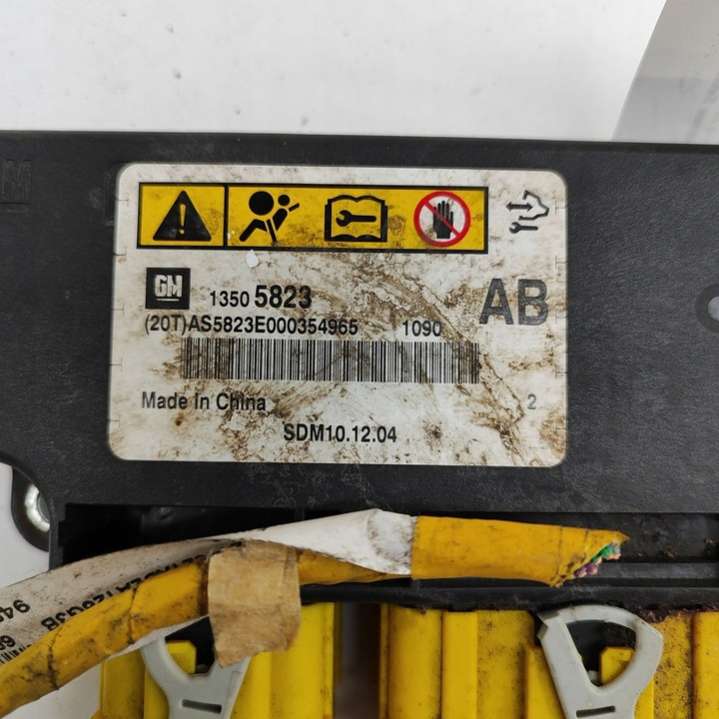 GM 1350 5823 AB
(20T)AS5823E000354965 1090
Made In China 2
SDM10.12.04